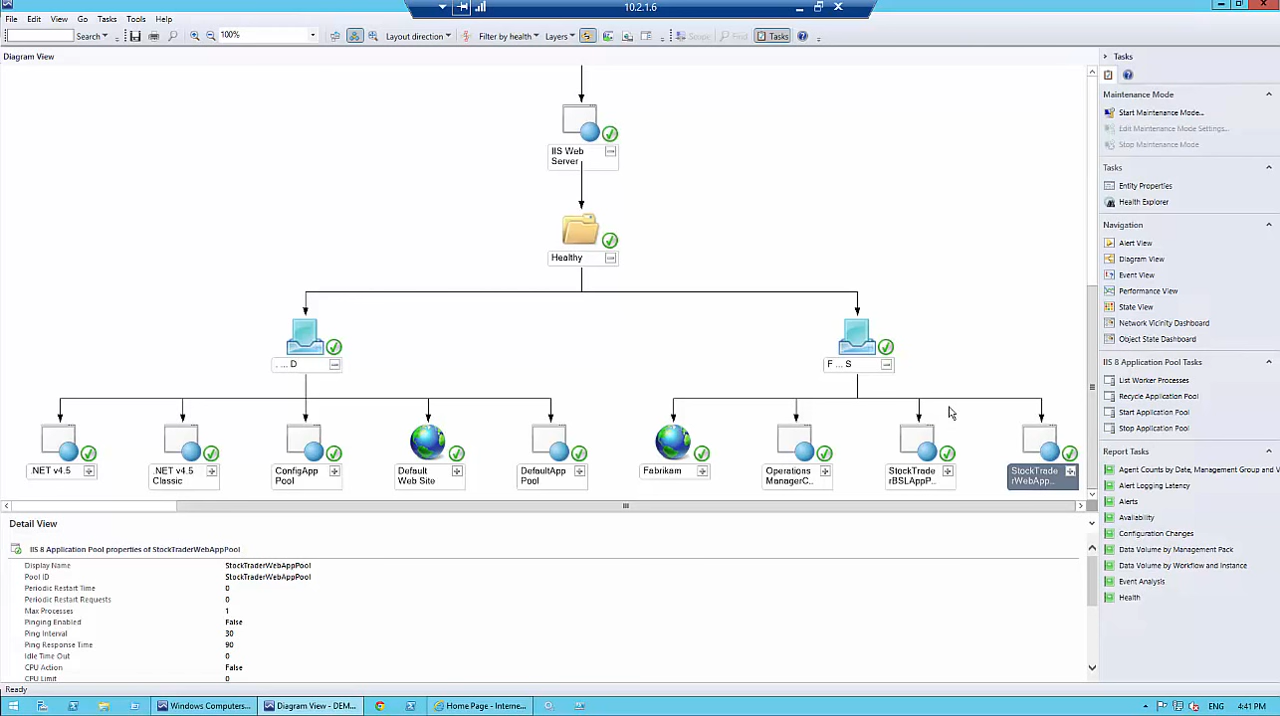 10.2.1.6
File Edit View Go Tasks Tools Help
Search 100% Layout direction Filter by health Layers Scope Find Tasks
Diagram View
Tasks
Maintenance Mode
Start Maintenance Mode...
Edit Maintenance Mode Settings...
Stop Maintenance Mode
Tasks
Entity Properties
Health Explorer
Navigation
Alert View
Diagram View
Event View
Performance View
State View
Network Vicinity Dashboard
Object State Dashboard
IIS 8 Application Pool Tasks
List Worker Processes
Recycle Application Pool
Start Application Pool
Stop Application Pool
Report Tasks
Agent Counts by Date, Management Group and V
Alert Logging Latency
Alerts
Availability
Configuration Changes
Data Volume by Management Pack
Data Volume by Workflow and Instance
Event Analysis
Health
IIS Web
Server
Healthy
. ... D
F ... S
.NET v4.5
.NET v4.5
Classic
ConfigApp
Pool
Default
Web Site
DefaultApp
Pool
Fabrikam
Operations
ManagerC..
StockTrade
rBSLAppP..
StockTrade
rWebApp...
Detail View
IIS 8 Application Pool properties of StockTraderWebAppPool
Display Name StockTraderWebAppPool
Pool ID StockTraderWebAppPool
Periodic Restart Time 0
Periodic Restart Requests 0
Max Processes 1
Pinging Enabled False
Ping Interval 30
Ping Response Time 90
Idle Time Out 0
CPU Action False
CPU Limit 0
Ready
Windows Computers... Diagram View - DEM... Home Page - Interne... ENG 4:41 PM